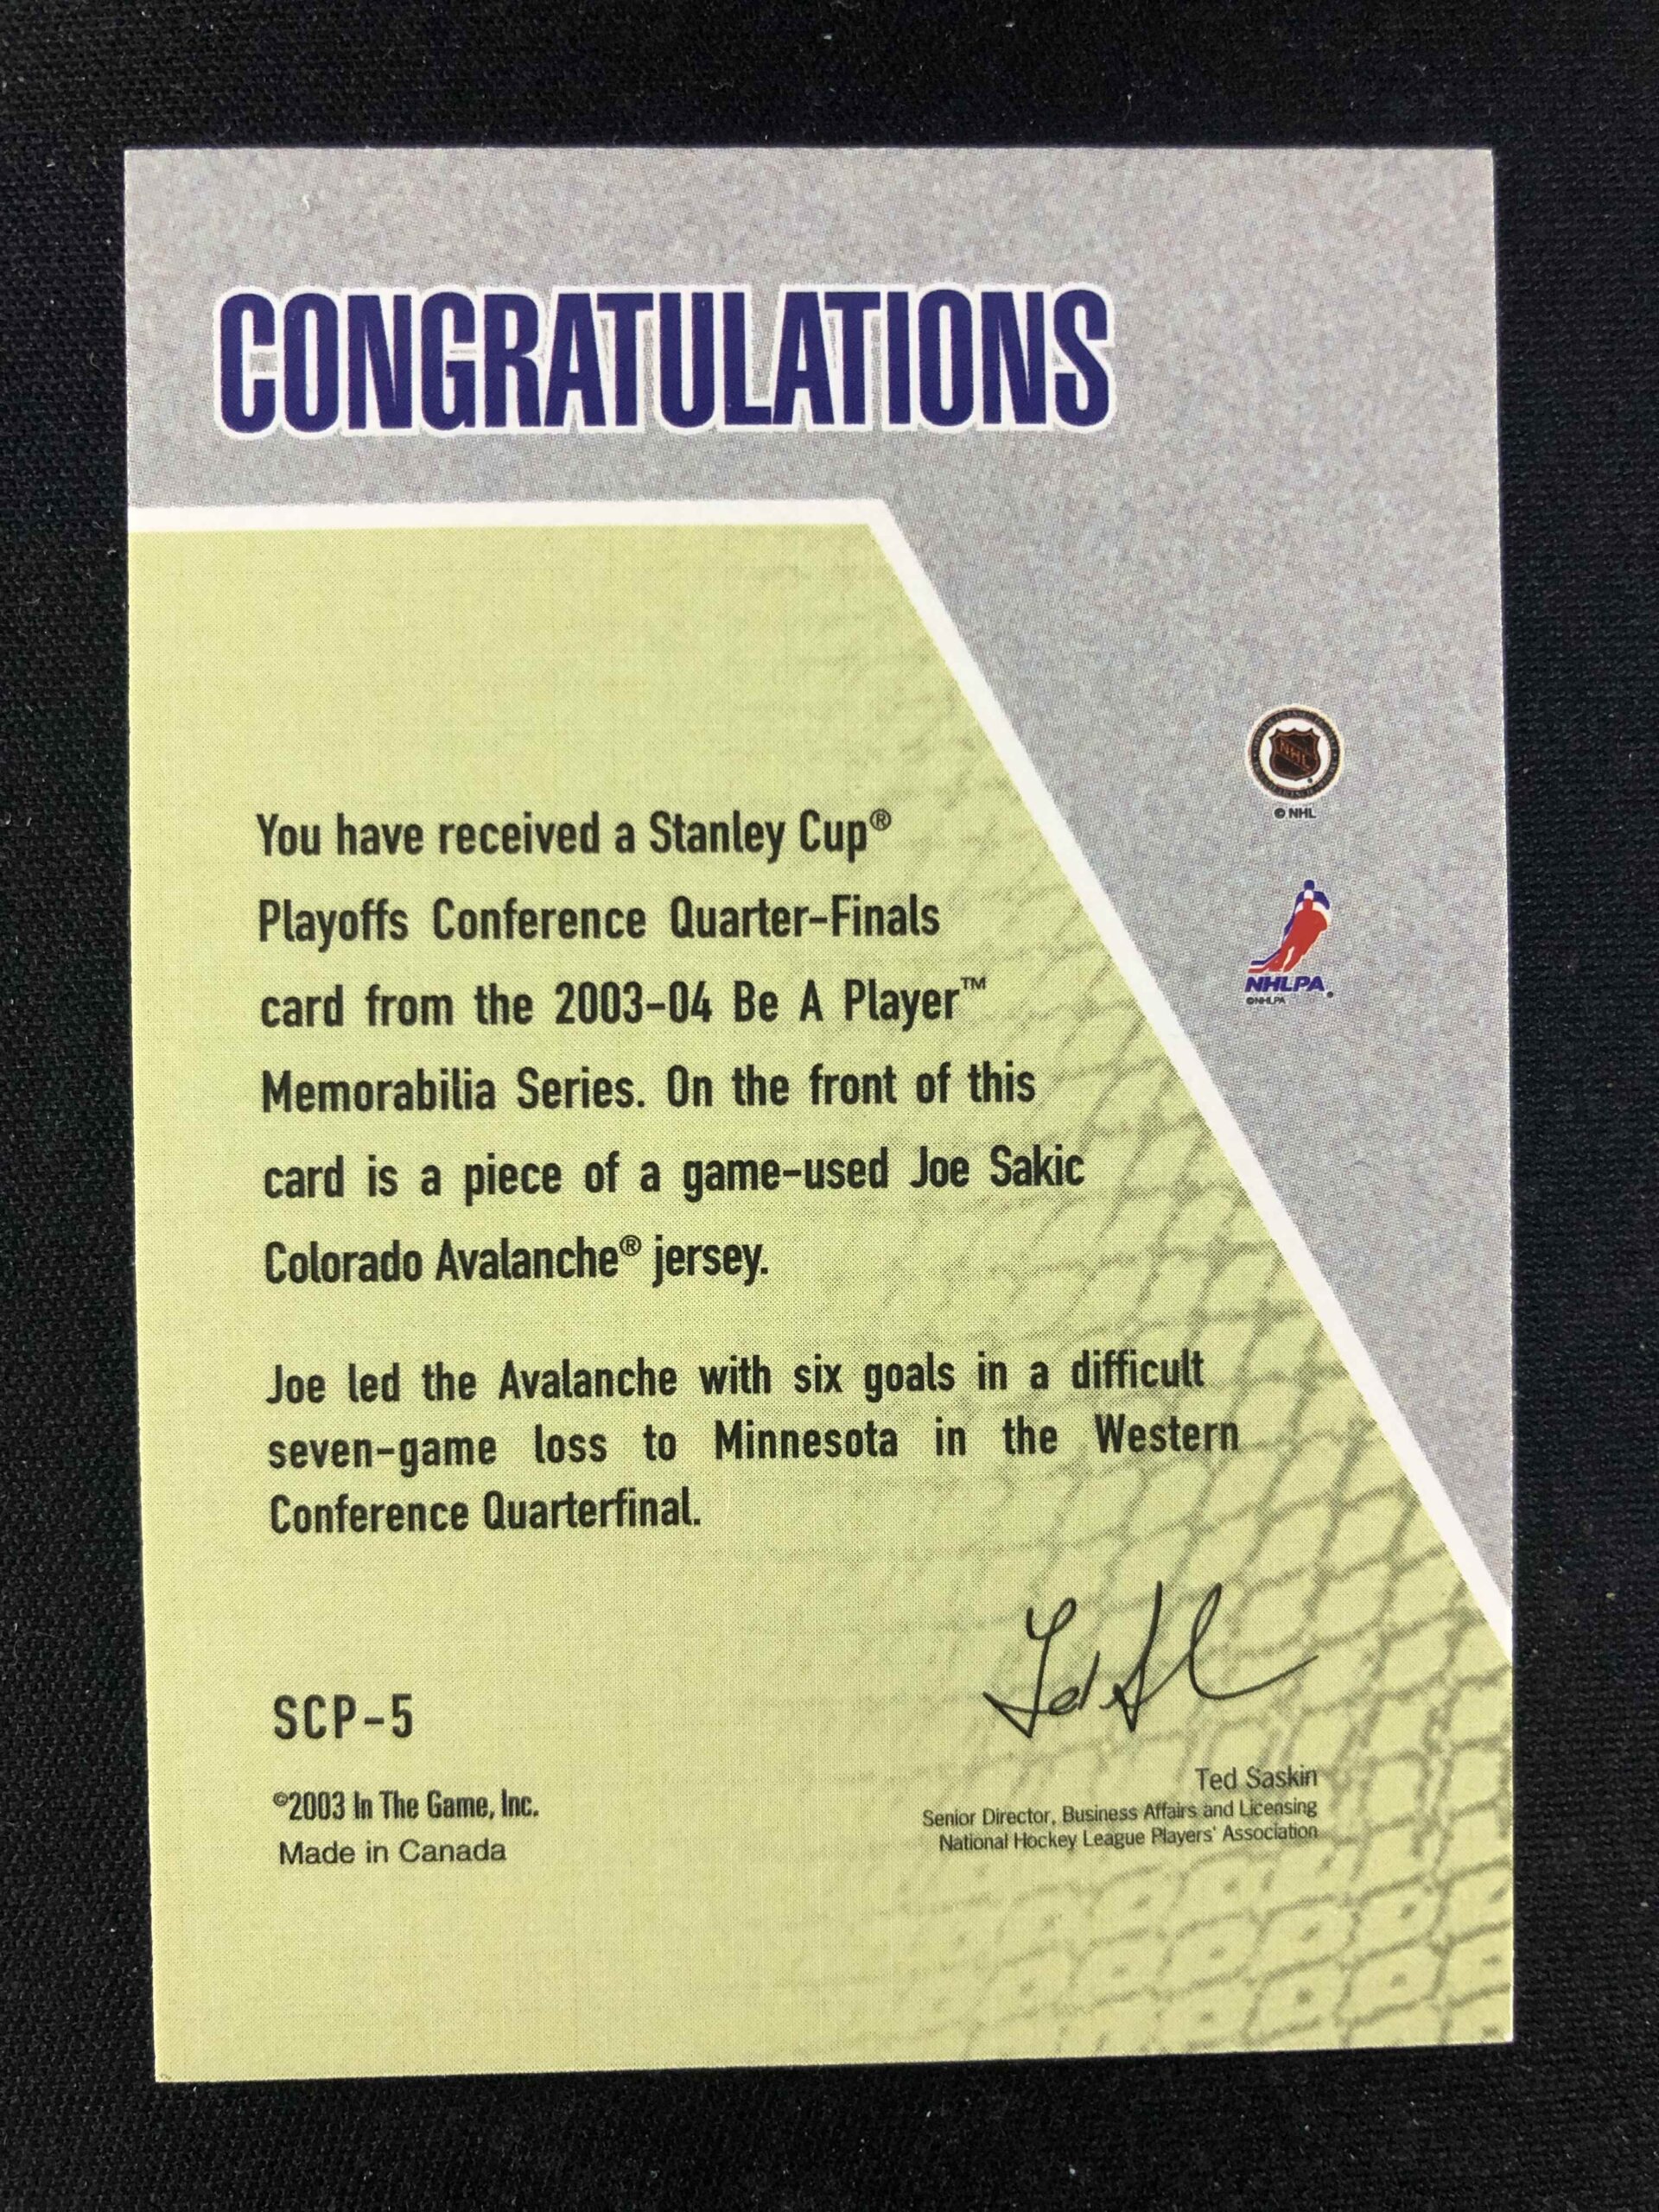 CONGRATULATIONS
NHL
© NHL
NHLPA
©NHLPA
You have received a Stanley Cup®
Playoffs Conference Quarter-Finals
card from the 2003-04 Be A Player™
Memorabilia Series. On the front of this
card is a piece of a game-used Joe Sakic
Colorado Avalanche® jersey.
Joe led the Avalanche with six goals in a difficult
seven-game loss to Minnesota in the Western
Conference Quarterfinal.
SCP-5
©2003 In The Game, Inc.
Made in Canada
Ted Saskin
Senior Director, Business Affairs and Licensing
National Hockey League Players' Association